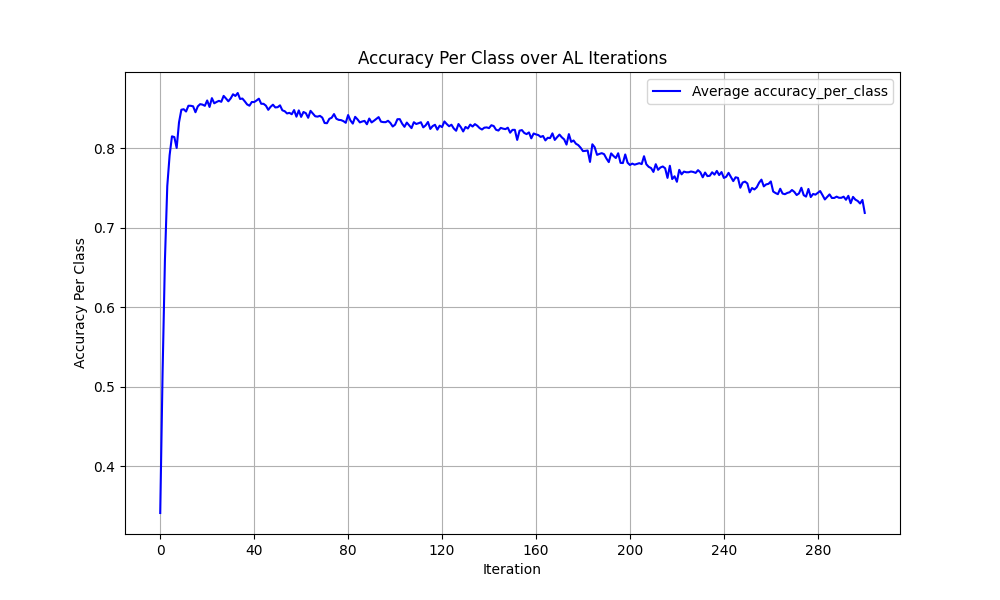 Accuracy Per Class over AL Iterations
Average accuracy_per_class
Accuracy Per Class
0.8
0.7
0.6
0.5
0.4
0 40 80 120 160 200 240 280
Iteration